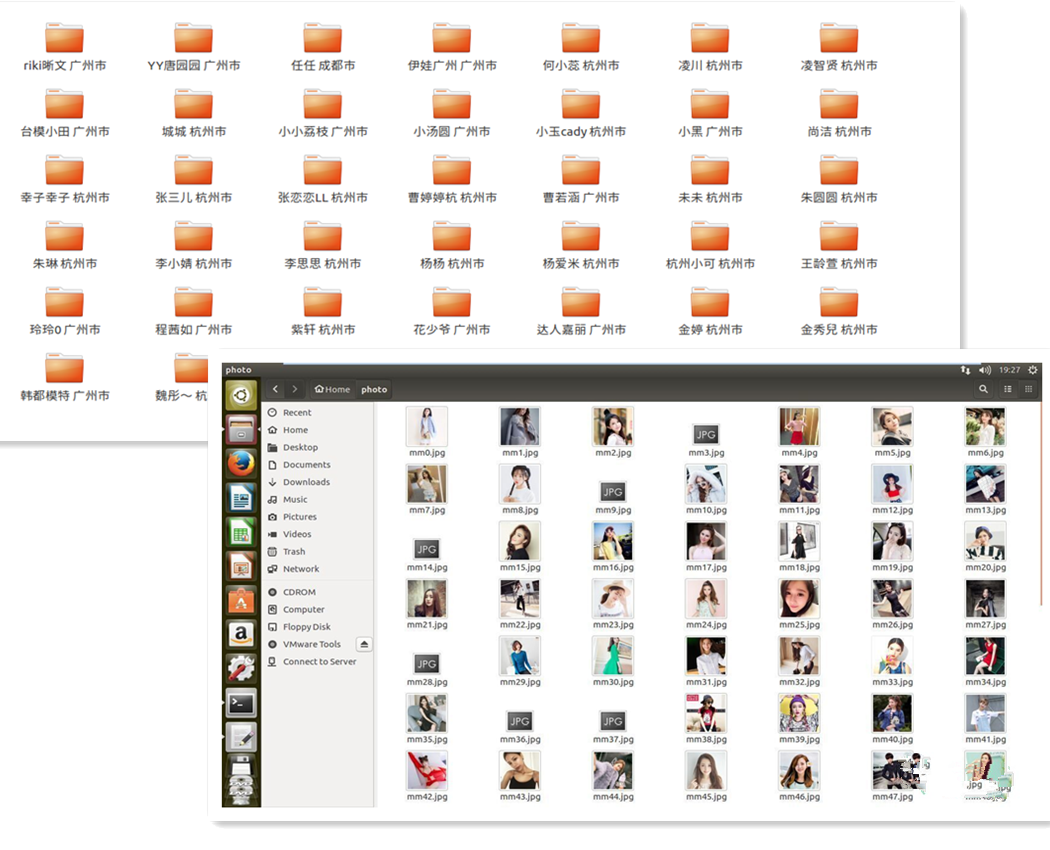 riki晰文 广州市
YY唐园园 广州市
任任 成都市
伊娃广州 广州市
何小蕊 杭州市
凌川 杭州市
凌智贤 杭州市
台模小田 广州市
城城 杭州市
小小荔枝 广州市
小汤圆 广州市
小玉cady 杭州市
小黑 广州市
尚洁 杭州市
幸子幸子 杭州市
张三儿 杭州市
张恋恋LL 杭州市
曹婷婷杭 杭州市
曹若涵 广州市
未未 杭州市
朱圆圆 杭州市
朱琳 杭州市
李小婧 杭州市
李思思 杭州市
杨杨 杭州市
杨爱米 杭州市
杭州小可 杭州市
王龄萱 杭州市
玲玲0 广州市
程茜如 广州市
紫轩 杭州市
花少爷 广州市
达人嘉丽 广州市
金婷 杭州市
金秀兒 杭州市
韩都模特 广州市
魏彤～ 杭
photo
19:27
Home photo
Recent
Home
Desktop
Documents
Downloads
Music
Pictures
Videos
Trash
Network
CDROM
Computer
Floppy Disk
VMware Tools
Connect to Server
JPG
mm0.jpg mm1.jpg mm2.jpg mm3.jpg mm4.jpg mm5.jpg mm6.jpg
JPG
mm7.jpg mm8.jpg mm9.jpg mm10.jpg mm11.jpg mm12.jpg mm13.jpg
JPG
mm14.jpg mm15.jpg mm16.jpg mm17.jpg mm18.jpg mm19.jpg mm20.jpg
mm21.jpg mm22.jpg mm23.jpg mm24.jpg mm25.jpg mm26.jpg mm27.jpg
JPG
mm28.jpg mm29.jpg mm30.jpg mm31.jpg mm32.jpg mm33.jpg mm34.jpg
JPG JPG
mm35.jpg mm36.jpg mm37.jpg mm38.jpg mm39.jpg mm40.jpg mm41.jpg
mm42.jpg mm43.jpg mm44.jpg mm45.jpg mm46.jpg mm47.jpg